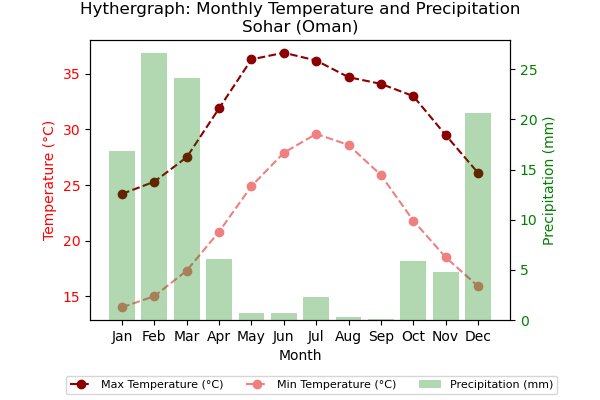 Hythergraph: Monthly Temperature and Precipitation
Sohar (Oman)
Temperature (°C)
35
30
25
20
15
Precipitation (mm)
25
20
15
10
5
0
Jan Feb Mar Apr May Jun Jul Aug Sep Oct Nov Dec
Month
Max Temperature (°C) Min Temperature (°C) Precipitation (mm)